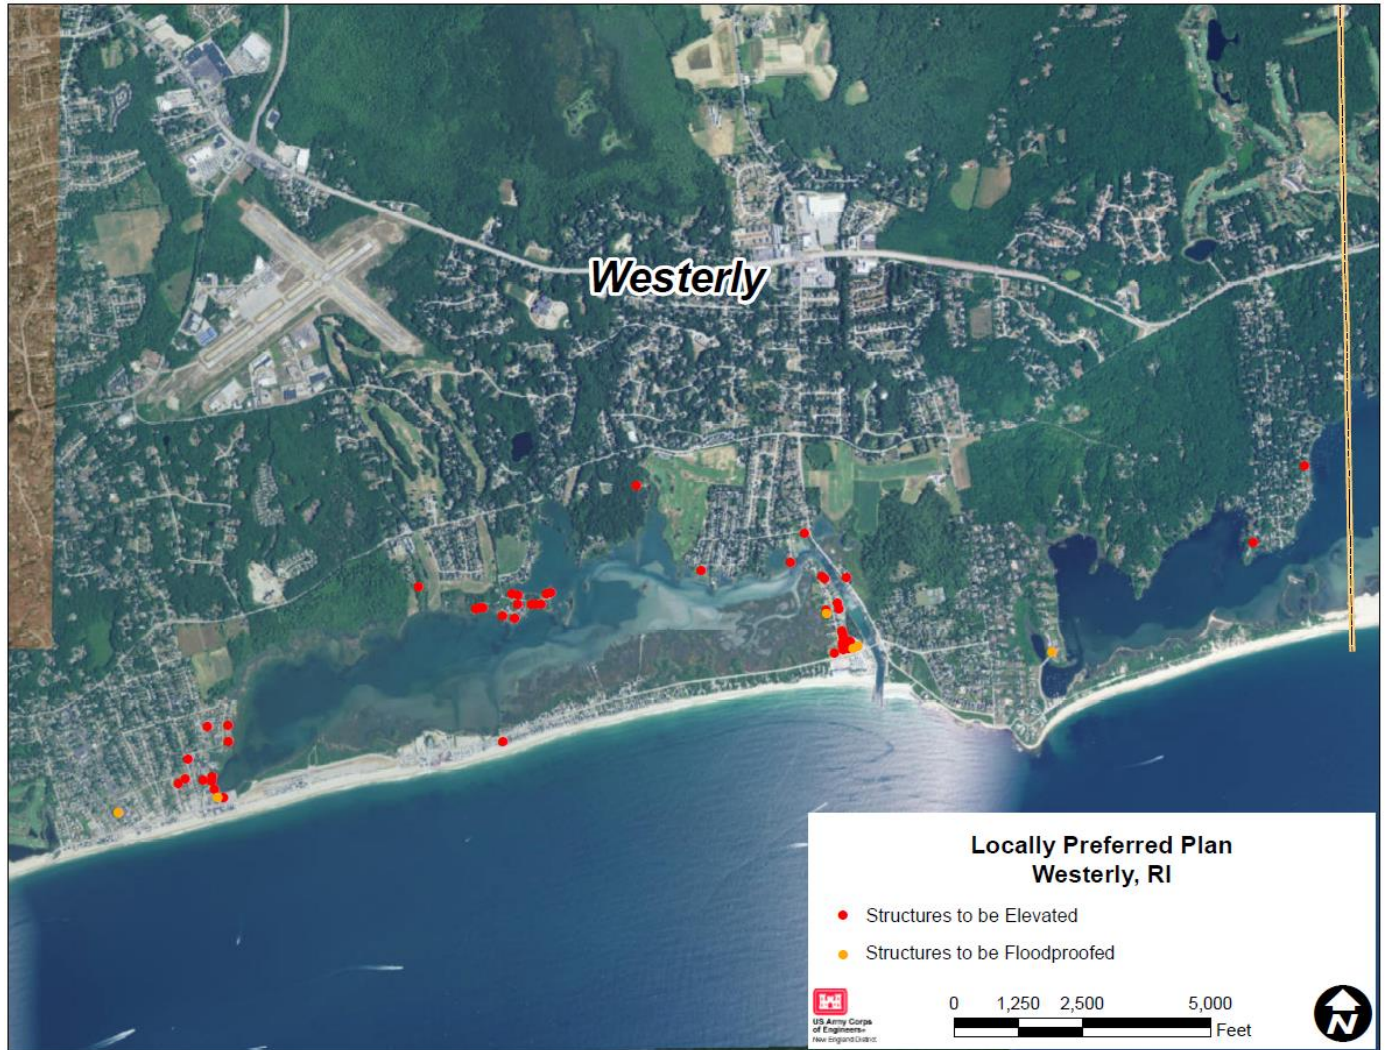 Westerly
Locally Preferred Plan
Westerly, RI
Structures to be Elevated
Structures to be Floodproofed
US Army Corps
of Engineers®
New England District
0 1,250 2,500 5,000
Feet
N